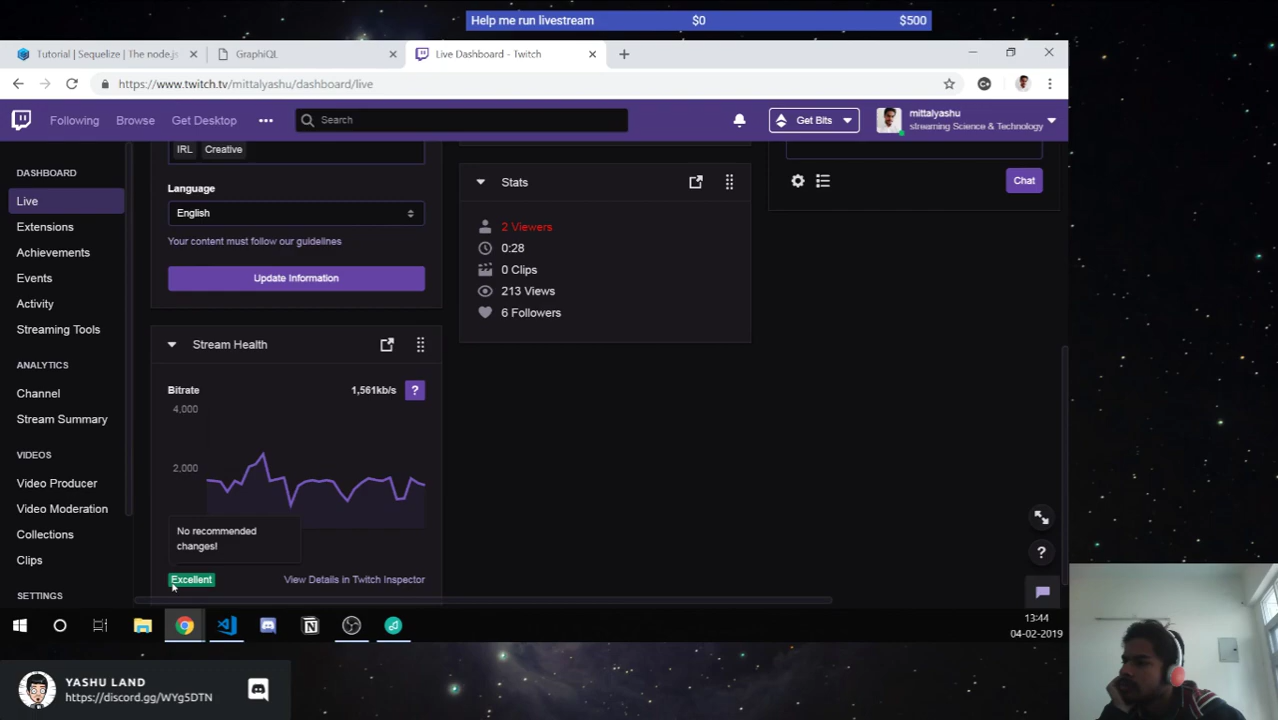 Help me run livestream $0 $500
Tutorial | Sequelize | The node.js
GraphiQL
Live Dashboard - Twitch
https://www.twitch.tv/mittalyashu/dashboard/live
Following
Browse
Get Desktop
Search
Get Bits
mittalyashu
streaming Science & Technology
DASHBOARD
Live
Extensions
Achievements
Events
Activity
Streaming Tools
ANALYTICS
Channel
Stream Summary
VIDEOS
Video Producer
Video Moderation
Collections
Clips
SETTINGS
IRL Creative
Language
English
Your content must follow our guidelines
Update Information
Stream Health
Bitrate 1,561kb/s ?
4,000
2,000
No recommended
changes!
Excellent
View Details in Twitch Inspector
Stats
2 Viewers
0:28
0 Clips
213 Views
6 Followers
Chat
?
13:44
04-02-2019
YASHU LAND
https://discord.gg/WYg5DTN